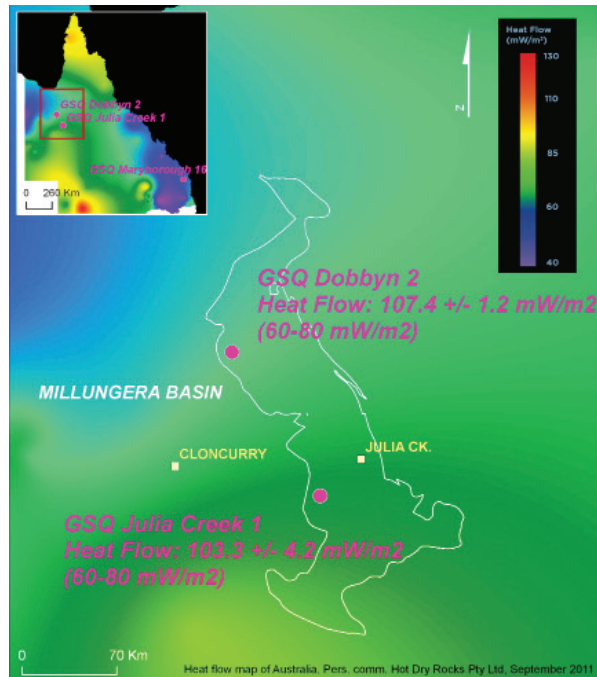 GSQ Dobbyn 2
GSQ Julia Creek 1
GSQ Maryborough 16
0 260 Km
N
Heat Flow
(mW/m²)
130
110
85
60
40
GSQ Dobbyn 2
Heat Flow: 107.4 +/- 1.2 mW/m2
(60-80 mW/m2)
MILLUNGERA BASIN
CLONCURRY
JULIA CK.
GSQ Julia Creek 1
Heat Flow: 103.3 +/- 4.2 mW/m2
(60-80 mW/m2)
0 70 Km
Heat flow map of Australia. Pers. comm. Hot Dry Rocks Pty Ltd, September 2011